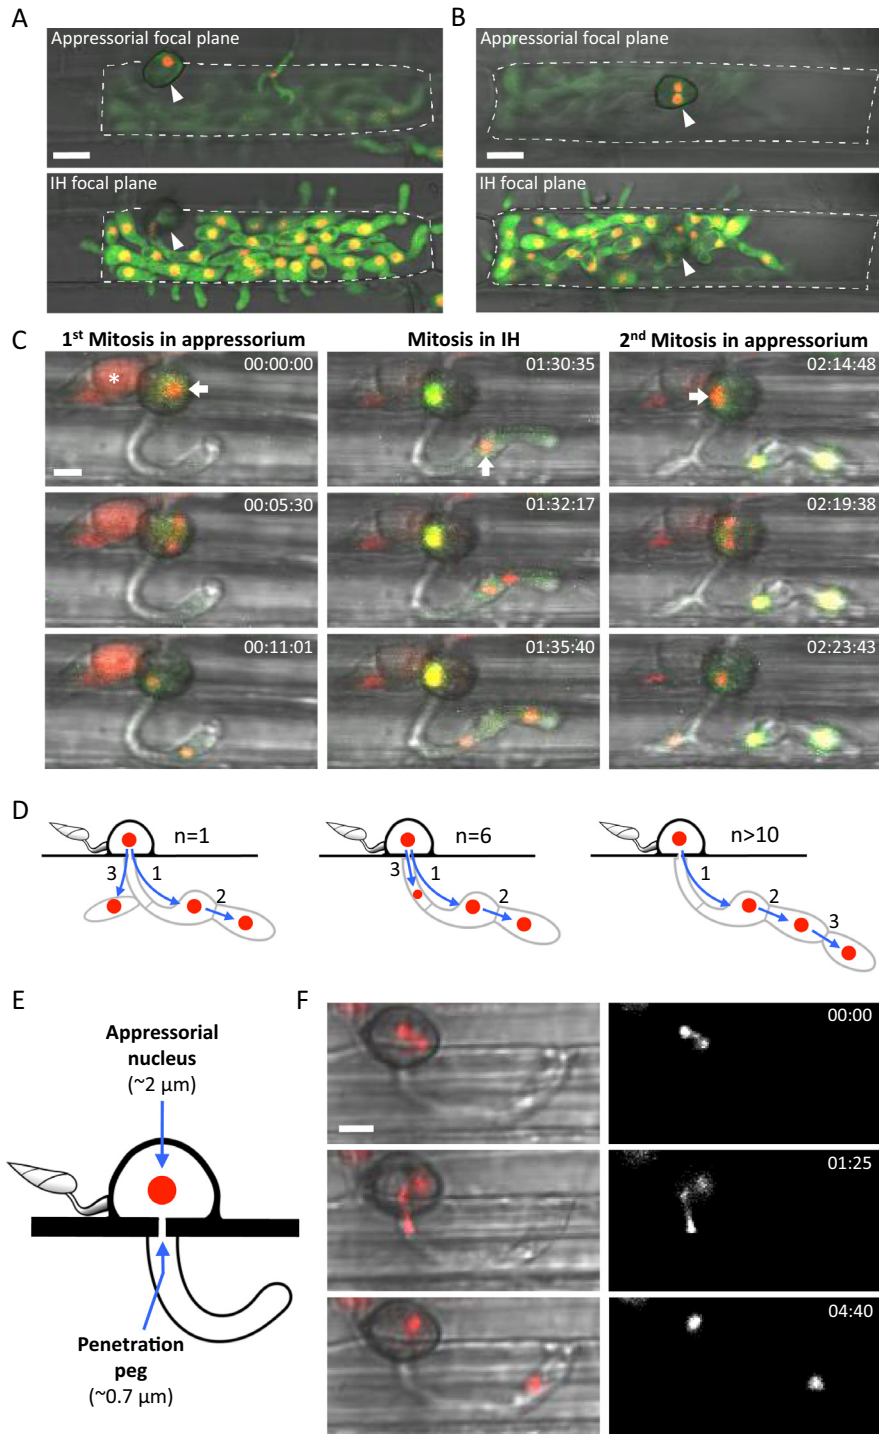 A
Appressorial focal plane
IH focal plane
B
Appressorial focal plane
IH focal plane
C
1st Mitosis in appressorium
Mitosis in IH
2nd Mitosis in appressorium
*
00:00:00
01:30:35
02:14:48
00:05:30
01:32:17
02:19:38
00:11:01
01:35:40
02:23:43
D
n=1
3
1
2
n=6
3
1
2
n>10
1
2
3
E
Appressorial
nucleus
(~2 μm)
Penetration
peg
(~0.7 μm)
F
00:00
01:25
04:40